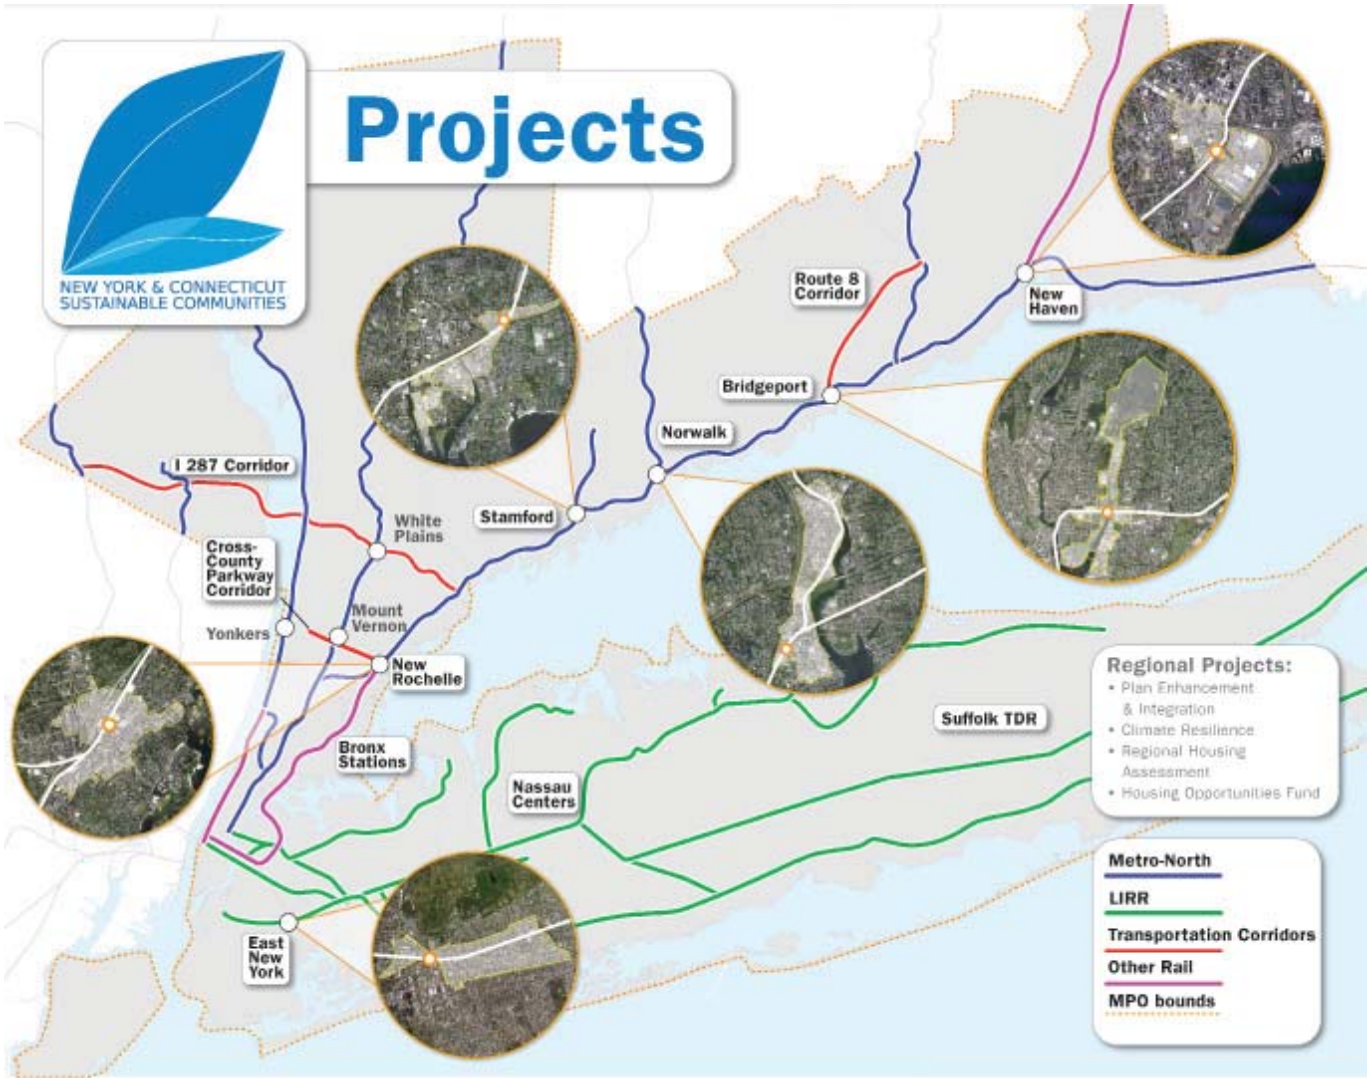 Projects
NEW YORK & CONNECTICUT
SUSTAINABLE COMMUNITIES
Route 8
Corridor
New
Haven
Bridgeport
Norwalk
I 287 Corridor
Stamford
White
Plains
Cross-
County
Parkway
Corridor
Mount
Vernon
Yonkers
New
Rochelle
Regional Projects:
• Plan Enhancement
& Integration
• Climate Resilience
• Regional Housing
Assessment
• Housing Opportunities Fund
Suffolk TDR
Bronx
Stations
Nassau
Centers
East
New
York
Metro-North
LIRR
Transportation Corridors
Other Rail
MPO bounds